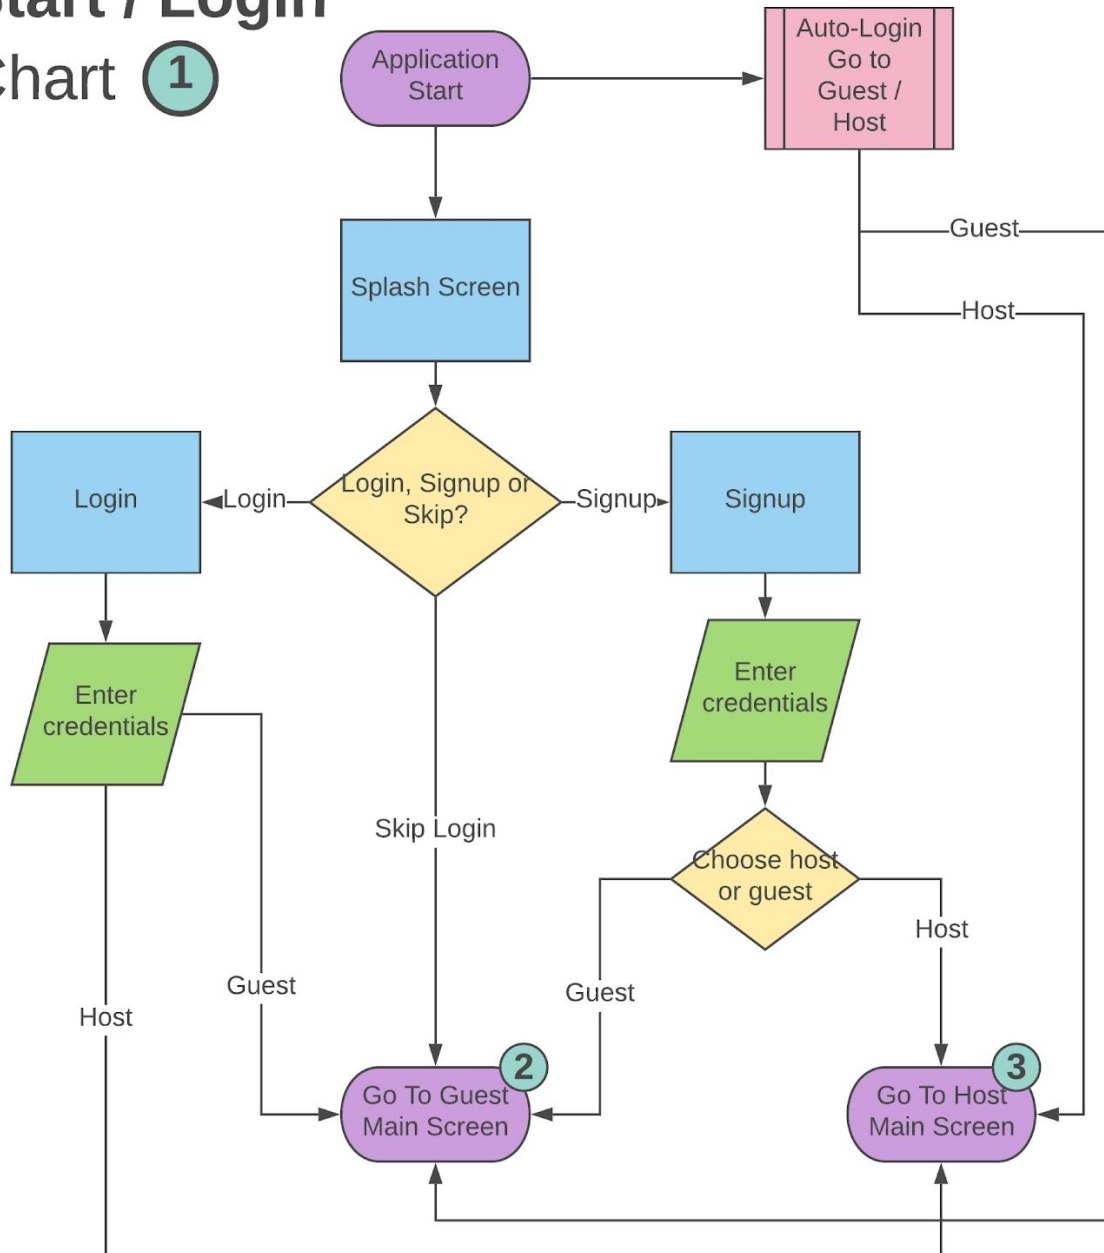 Start / Login
Chart 1
Application
Start
Auto-Login
Go to
Guest /
Host
Guest
Splash Screen
Host
Login
Login
Login, Signup or
Skip?
Signup
Signup
Enter
credentials
Enter
credentials
Skip Login
Choose host
or guest
Host
Guest
Guest
Host
2
Go To Guest
Main Screen
3
Go To Host
Main Screen